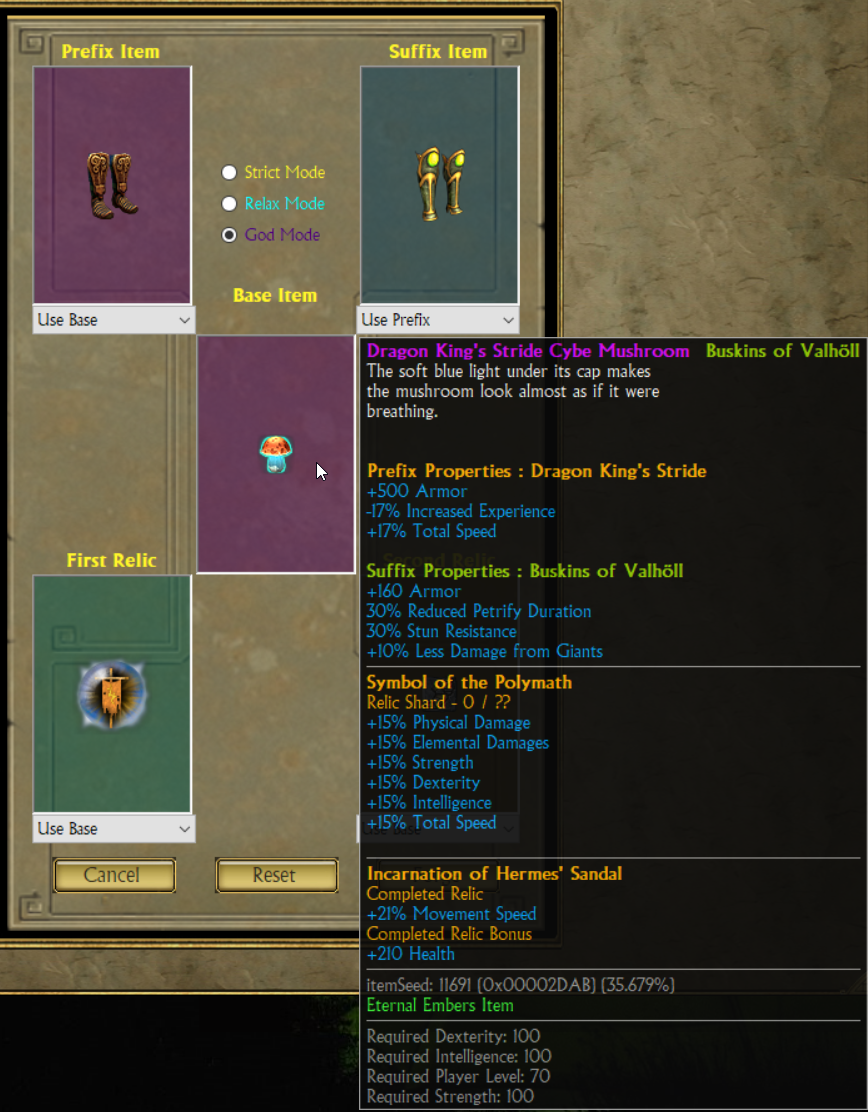 Prefix Item
Suffix Item
Strict Mode
Relax Mode
God Mode
Base Item
Use Base
Use Prefix
Dragon King's Stride Cybe Mushroom Buskins of Valhöll
The soft blue light under its cap makes
the mushroom look almost as if it were
breathing.
Prefix Properties : Dragon King's Stride
+500 Armor
-17% Increased Experience
+17% Total Speed
Suffix Properties : Buskins of Valhöll
+160 Armor
30% Reduced Petrify Duration
30% Stun Resistance
+10% Less Damage from Giants
Symbol of the Polymath
Relic Shard - 0 / ??
+15% Physical Damage
+15% Elemental Damages
+15% Strength
+15% Dexterity
+15% Intelligence
+15% Total Speed
Incarnation of Hermes' Sandal
Completed Relic
+21% Movement Speed
Completed Relic Bonus
+210 Health
itemSeed: 11691 (0x00002DAB) (35.679%)
Eternal Embers Item
Required Dexterity: 100
Required Intelligence: 100
Required Player Level: 70
Required Strength: 100
First Relic
Second Relic
Use Base
Use Base
Cancel
Reset